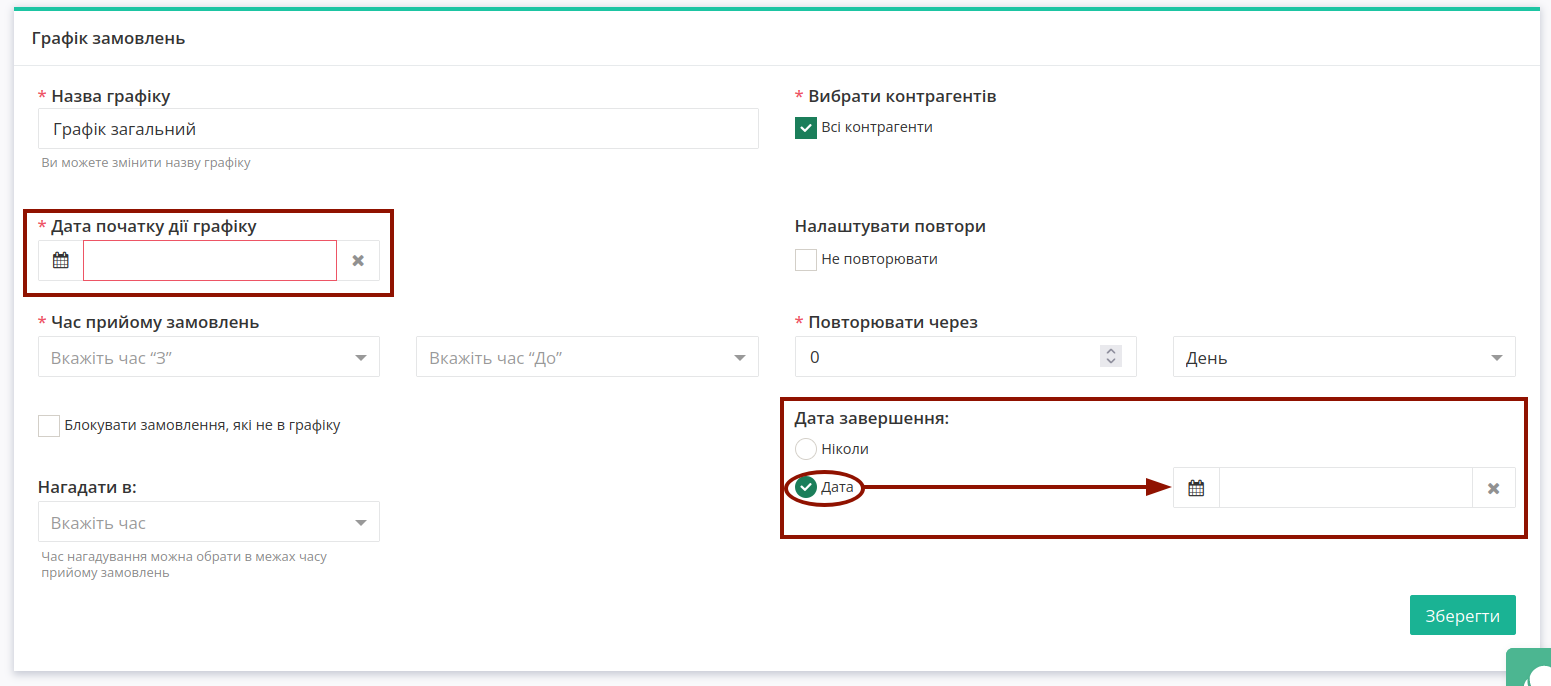 Графік замовлень
* Назва графіку
Графік загальний
Ви можете змінити назву графіку
* Вибрати контрагентів
Всі контрагенти
* Дата початку дії графіку
Налаштувати повтори
Не повторювати
* Час прийому замовлень
Вкажіть час “З”
Вкажіть час “До”
* Повторювати через
0
День
Блокувати замовлення, які не в графіку
Дата завершення:
Ніколи
Дата
Нагадати в:
Вкажіть час
Час нагадування можна обрати в межах часу
прийому замовлень
Зберегти